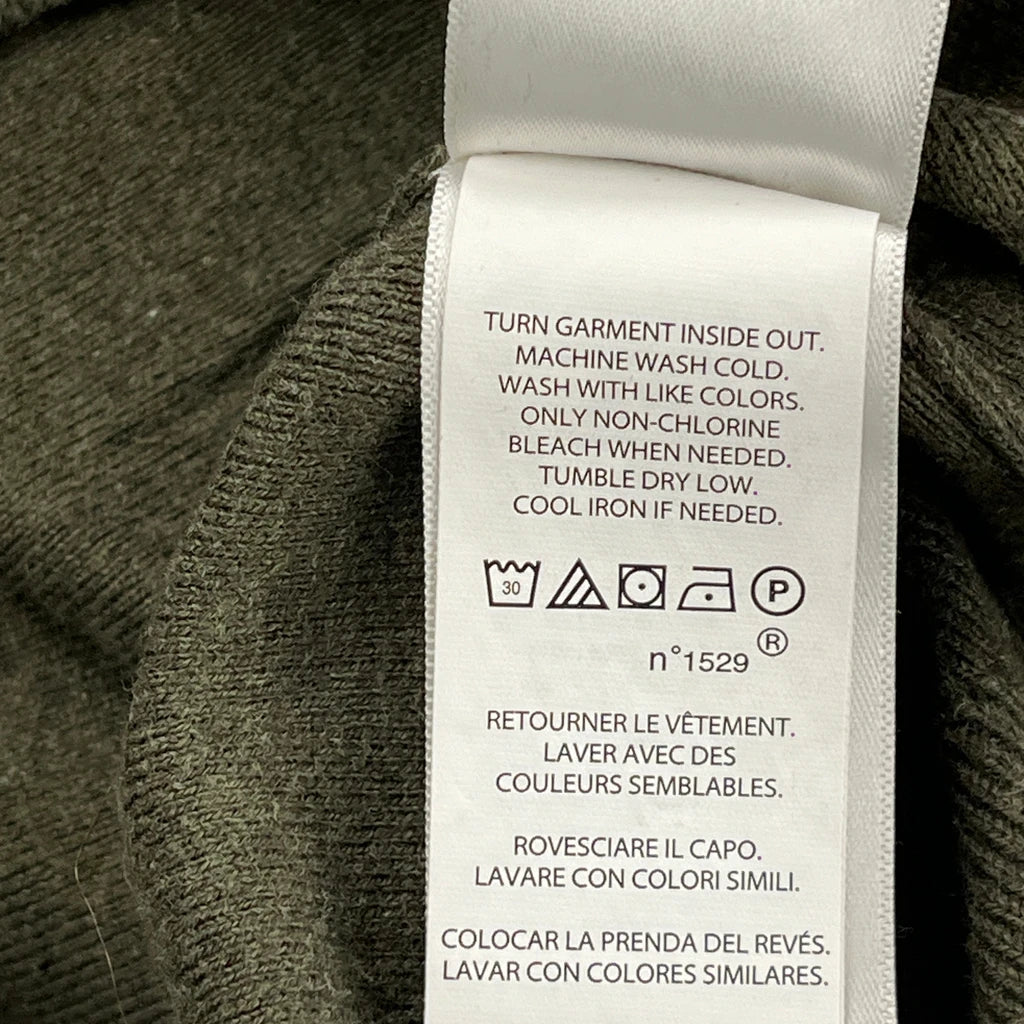 TURN GARMENT INSIDE OUT.
MACHINE WASH COLD.
WASH WITH LIKE COLORS.
ONLY NON-CHLORINE
BLEACH WHEN NEEDED.
TUMBLE DRY LOW.
COOL IRON IF NEEDED.
30 P
n°1529 ®
RETOURNER LE VÊTEMENT.
LAVER AVEC DES
COULEURS SEMBLABLES.
ROVESCIARE IL CAPO.
LAVARE CON COLORI SIMILI.
COLOCAR LA PRENDA DEL REVÉS.
LAVAR CON COLORES SIMILARES.